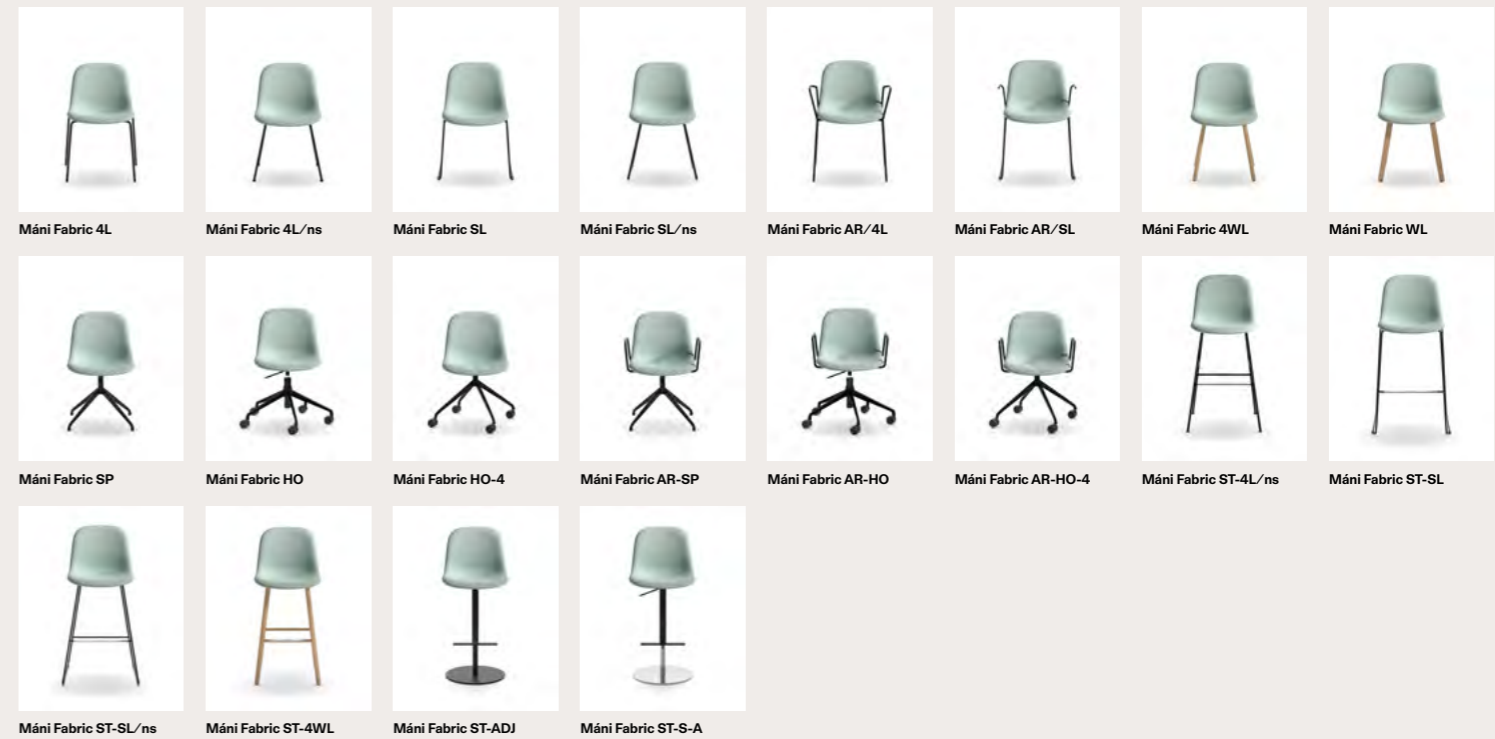 Máni Fabric 4L
Máni Fabric 4L/ns
Máni Fabric SL
Máni Fabric SL/ns
Máni Fabric AR/4L
Máni Fabric AR/SL
Máni Fabric 4WL
Máni Fabric WL
Máni Fabric SP
Máni Fabric HO
Máni Fabric HO-4
Máni Fabric AR-SP
Máni Fabric AR-HO
Máni Fabric AR-HO-4
Máni Fabric ST-4L/ns
Máni Fabric ST-SL
Máni Fabric ST-SL/ns
Máni Fabric ST-4WL
Máni Fabric ST-ADJ
Máni Fabric ST-S-A